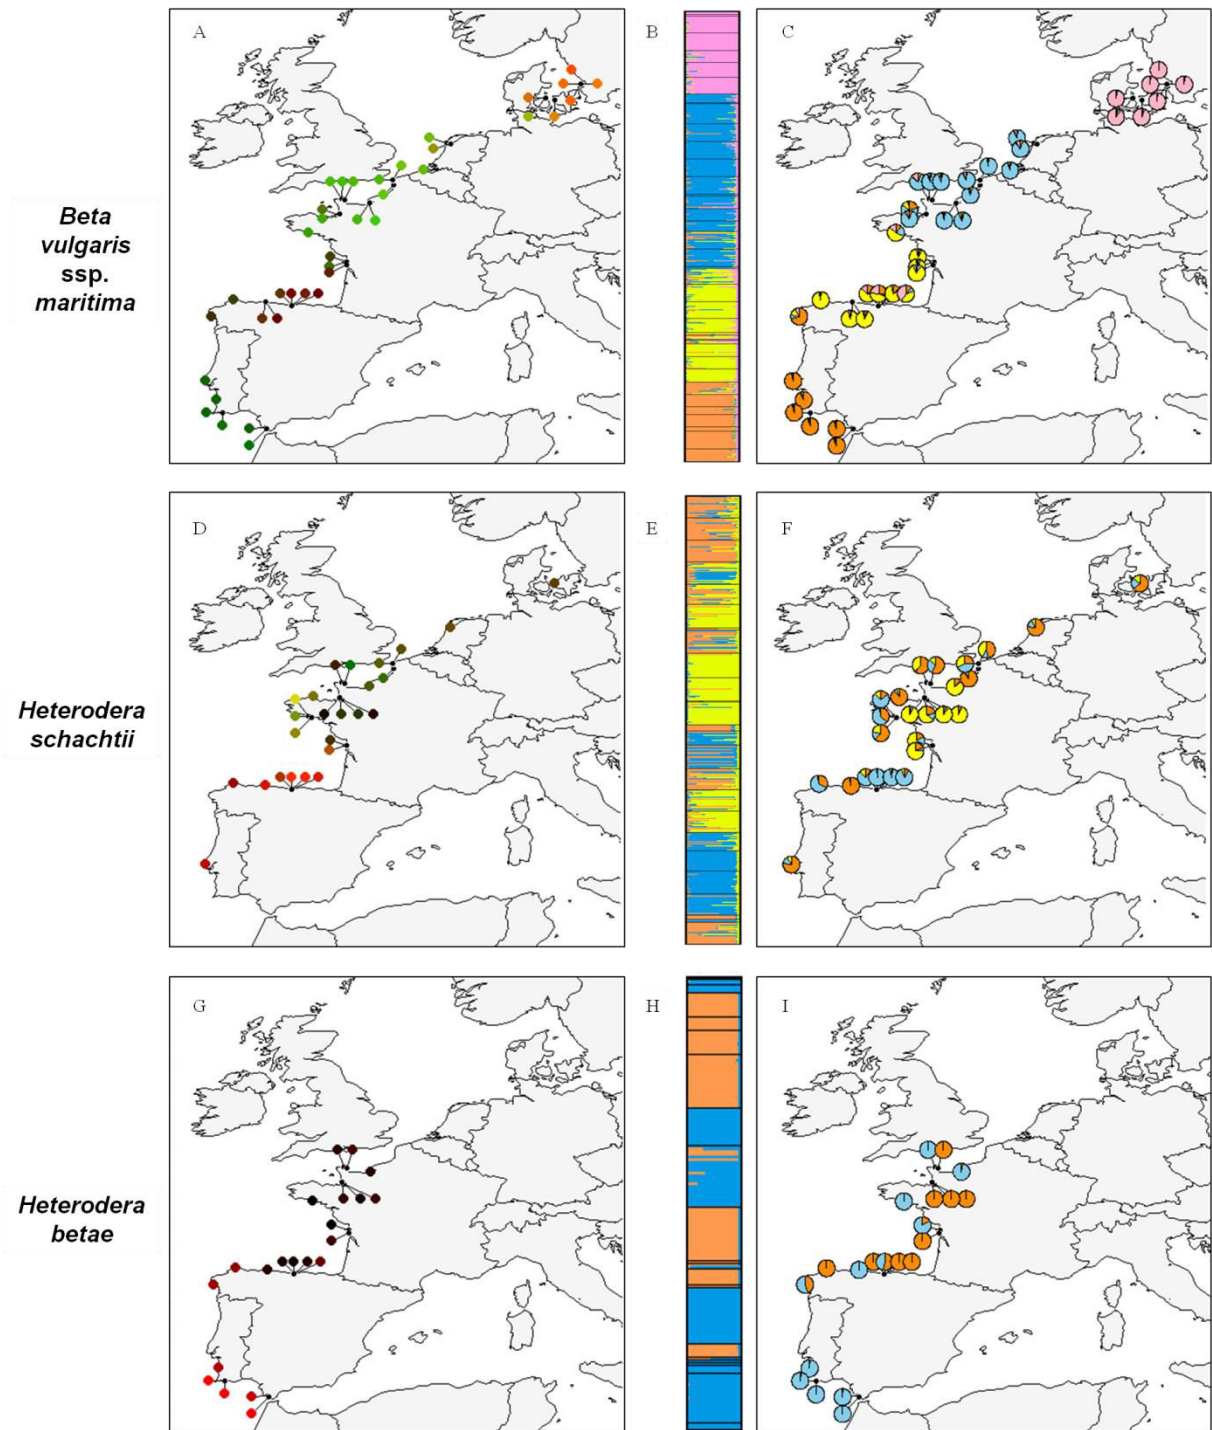 A
B
C
Beta
vulgaris
ssp.
maritima
D
E
F
Heterodera
schachtii
G
H
I
Heterodera
betae